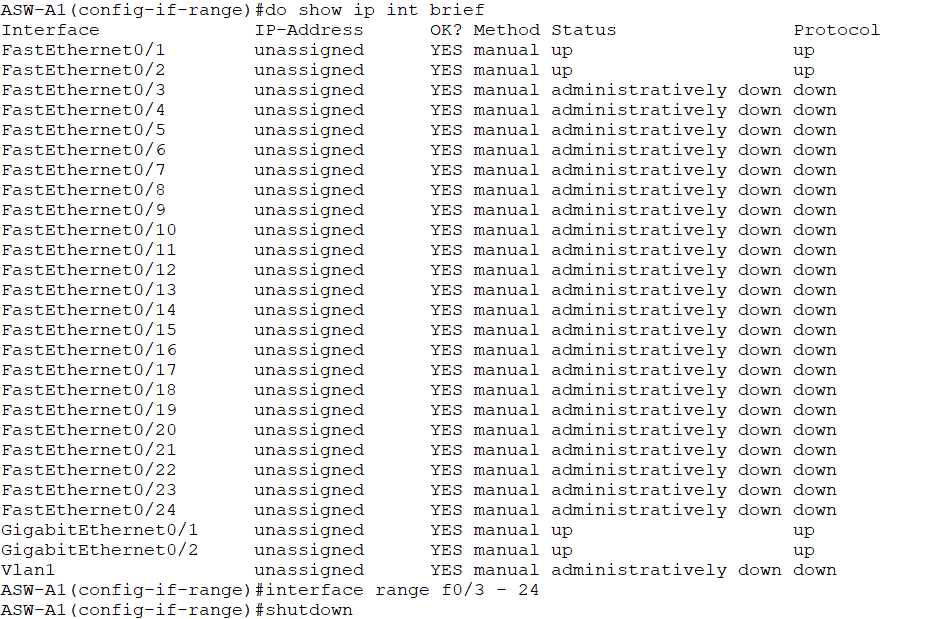 ASW-A1(config-if-range)#do show ip int brief
Interface              IP-Address      OK? Method Status                Protocol
FastEthernet0/1        unassigned      YES manual up                    up
FastEthernet0/2        unassigned      YES manual up                    up
FastEthernet0/3        unassigned      YES manual administratively down down
FastEthernet0/4        unassigned      YES manual administratively down down
FastEthernet0/5        unassigned      YES manual administratively down down
FastEthernet0/6        unassigned      YES manual administratively down down
FastEthernet0/7        unassigned      YES manual administratively down down
FastEthernet0/8        unassigned      YES manual administratively down down
FastEthernet0/9        unassigned      YES manual administratively down down
FastEthernet0/10       unassigned      YES manual administratively down down
FastEthernet0/11       unassigned      YES manual administratively down down
FastEthernet0/12       unassigned      YES manual administratively down down
FastEthernet0/13       unassigned      YES manual administratively down down
FastEthernet0/14       unassigned      YES manual administratively down down
FastEthernet0/15       unassigned      YES manual administratively down down
FastEthernet0/16       unassigned      YES manual administratively down down
FastEthernet0/17       unassigned      YES manual administratively down down
FastEthernet0/18       unassigned      YES manual administratively down down
FastEthernet0/19       unassigned      YES manual administratively down down
FastEthernet0/20       unassigned      YES manual administratively down down
FastEthernet0/21       unassigned      YES manual administratively down down
FastEthernet0/22       unassigned      YES manual administratively down down
FastEthernet0/23       unassigned      YES manual administratively down down
FastEthernet0/24       unassigned      YES manual administratively down down
GigabitEthernet0/1     unassigned      YES manual up                    up
GigabitEthernet0/2     unassigned      YES manual up                    up
Vlan1                  unassigned      YES manual administratively down down
ASW-A1(config-if-range)#interface range f0/3 - 24
ASW-A1(config-if-range)#shutdown